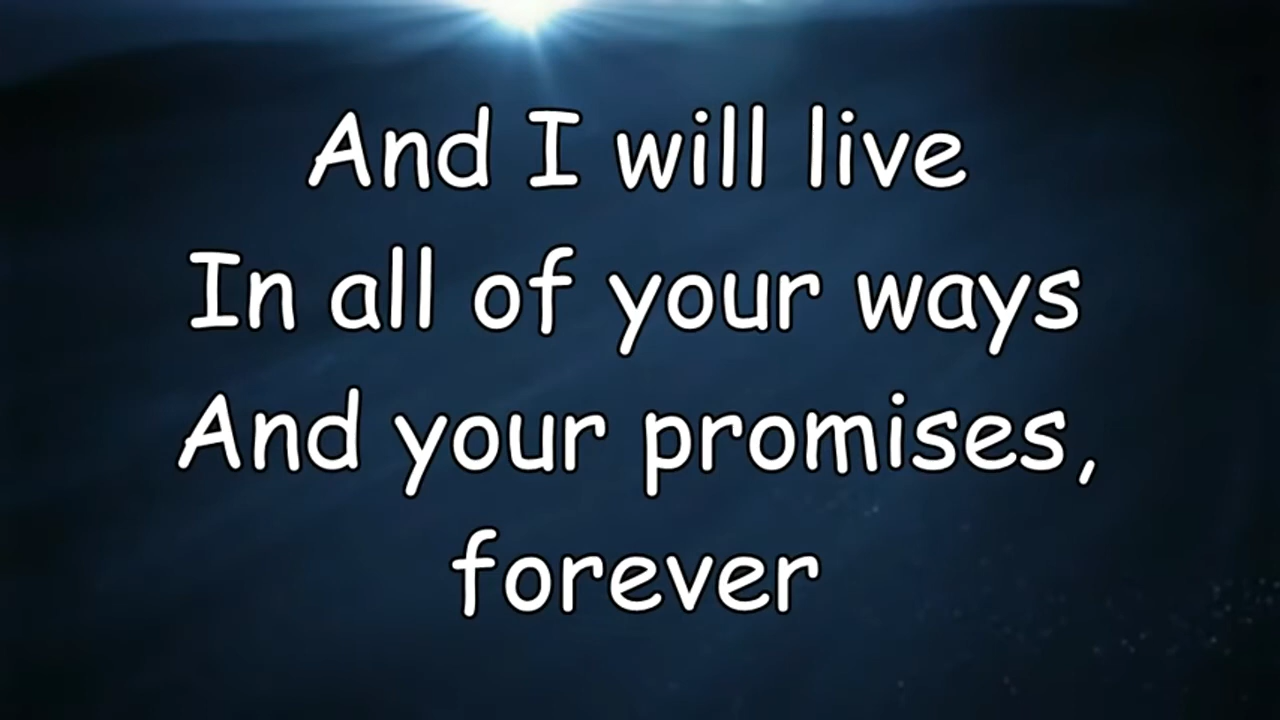 And I will live
In all of your ways
And your promises,
forever